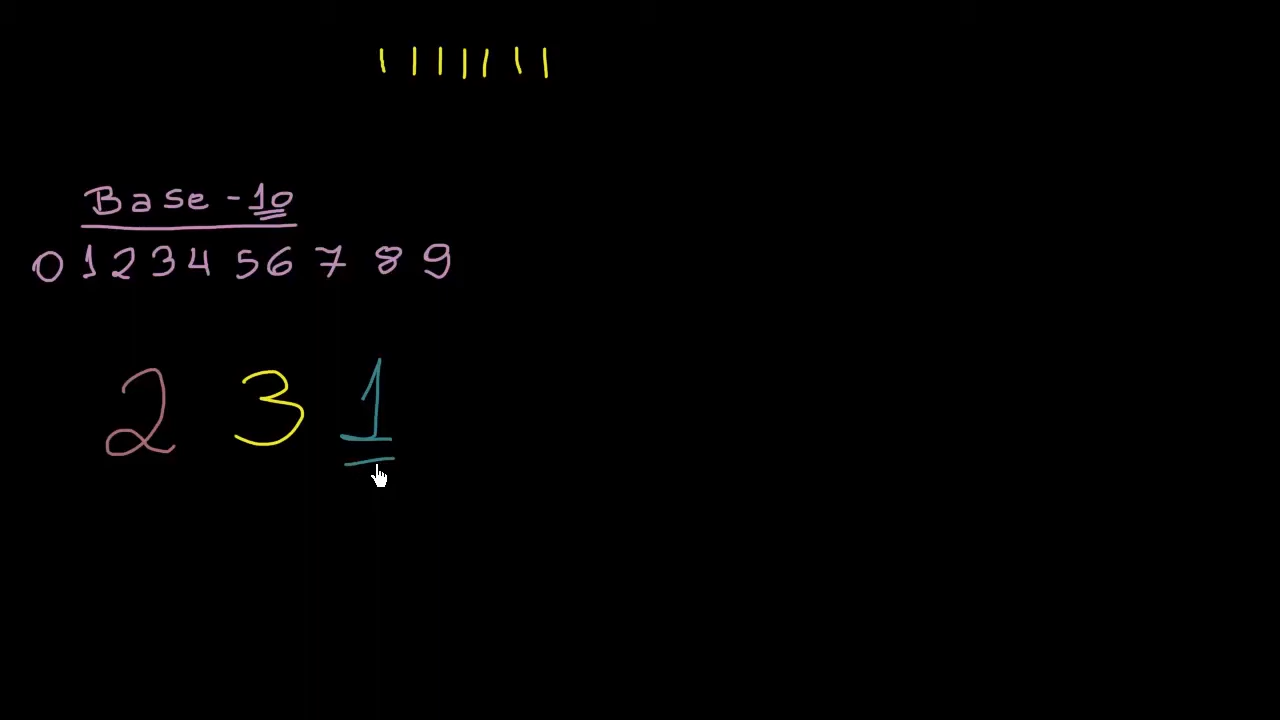 | | | | | | |
Base-10
0 1 2 3 4 5 6 7 8 9
2 3 1